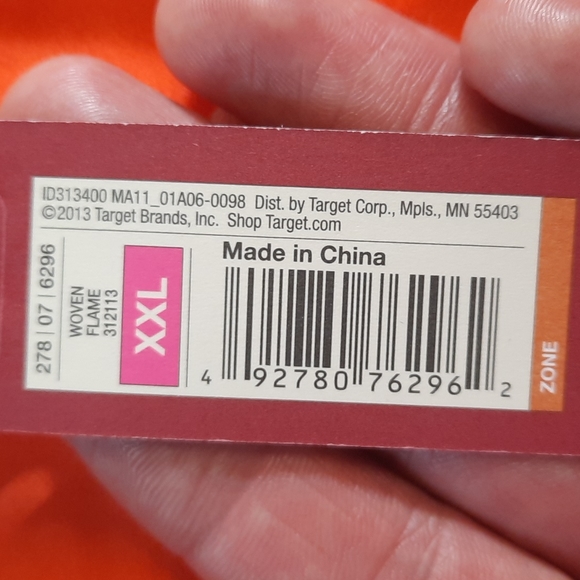 ID313400 MA11_01A06-0098 Dist. by Target Corp., Mpls., MN 55403
©2013 Target Brands, Inc. Shop Target.com
278 | 07 | 6296
WOVEN
FLAME
312113
XXL
Made in China
4 92780 76296 2
ZONE